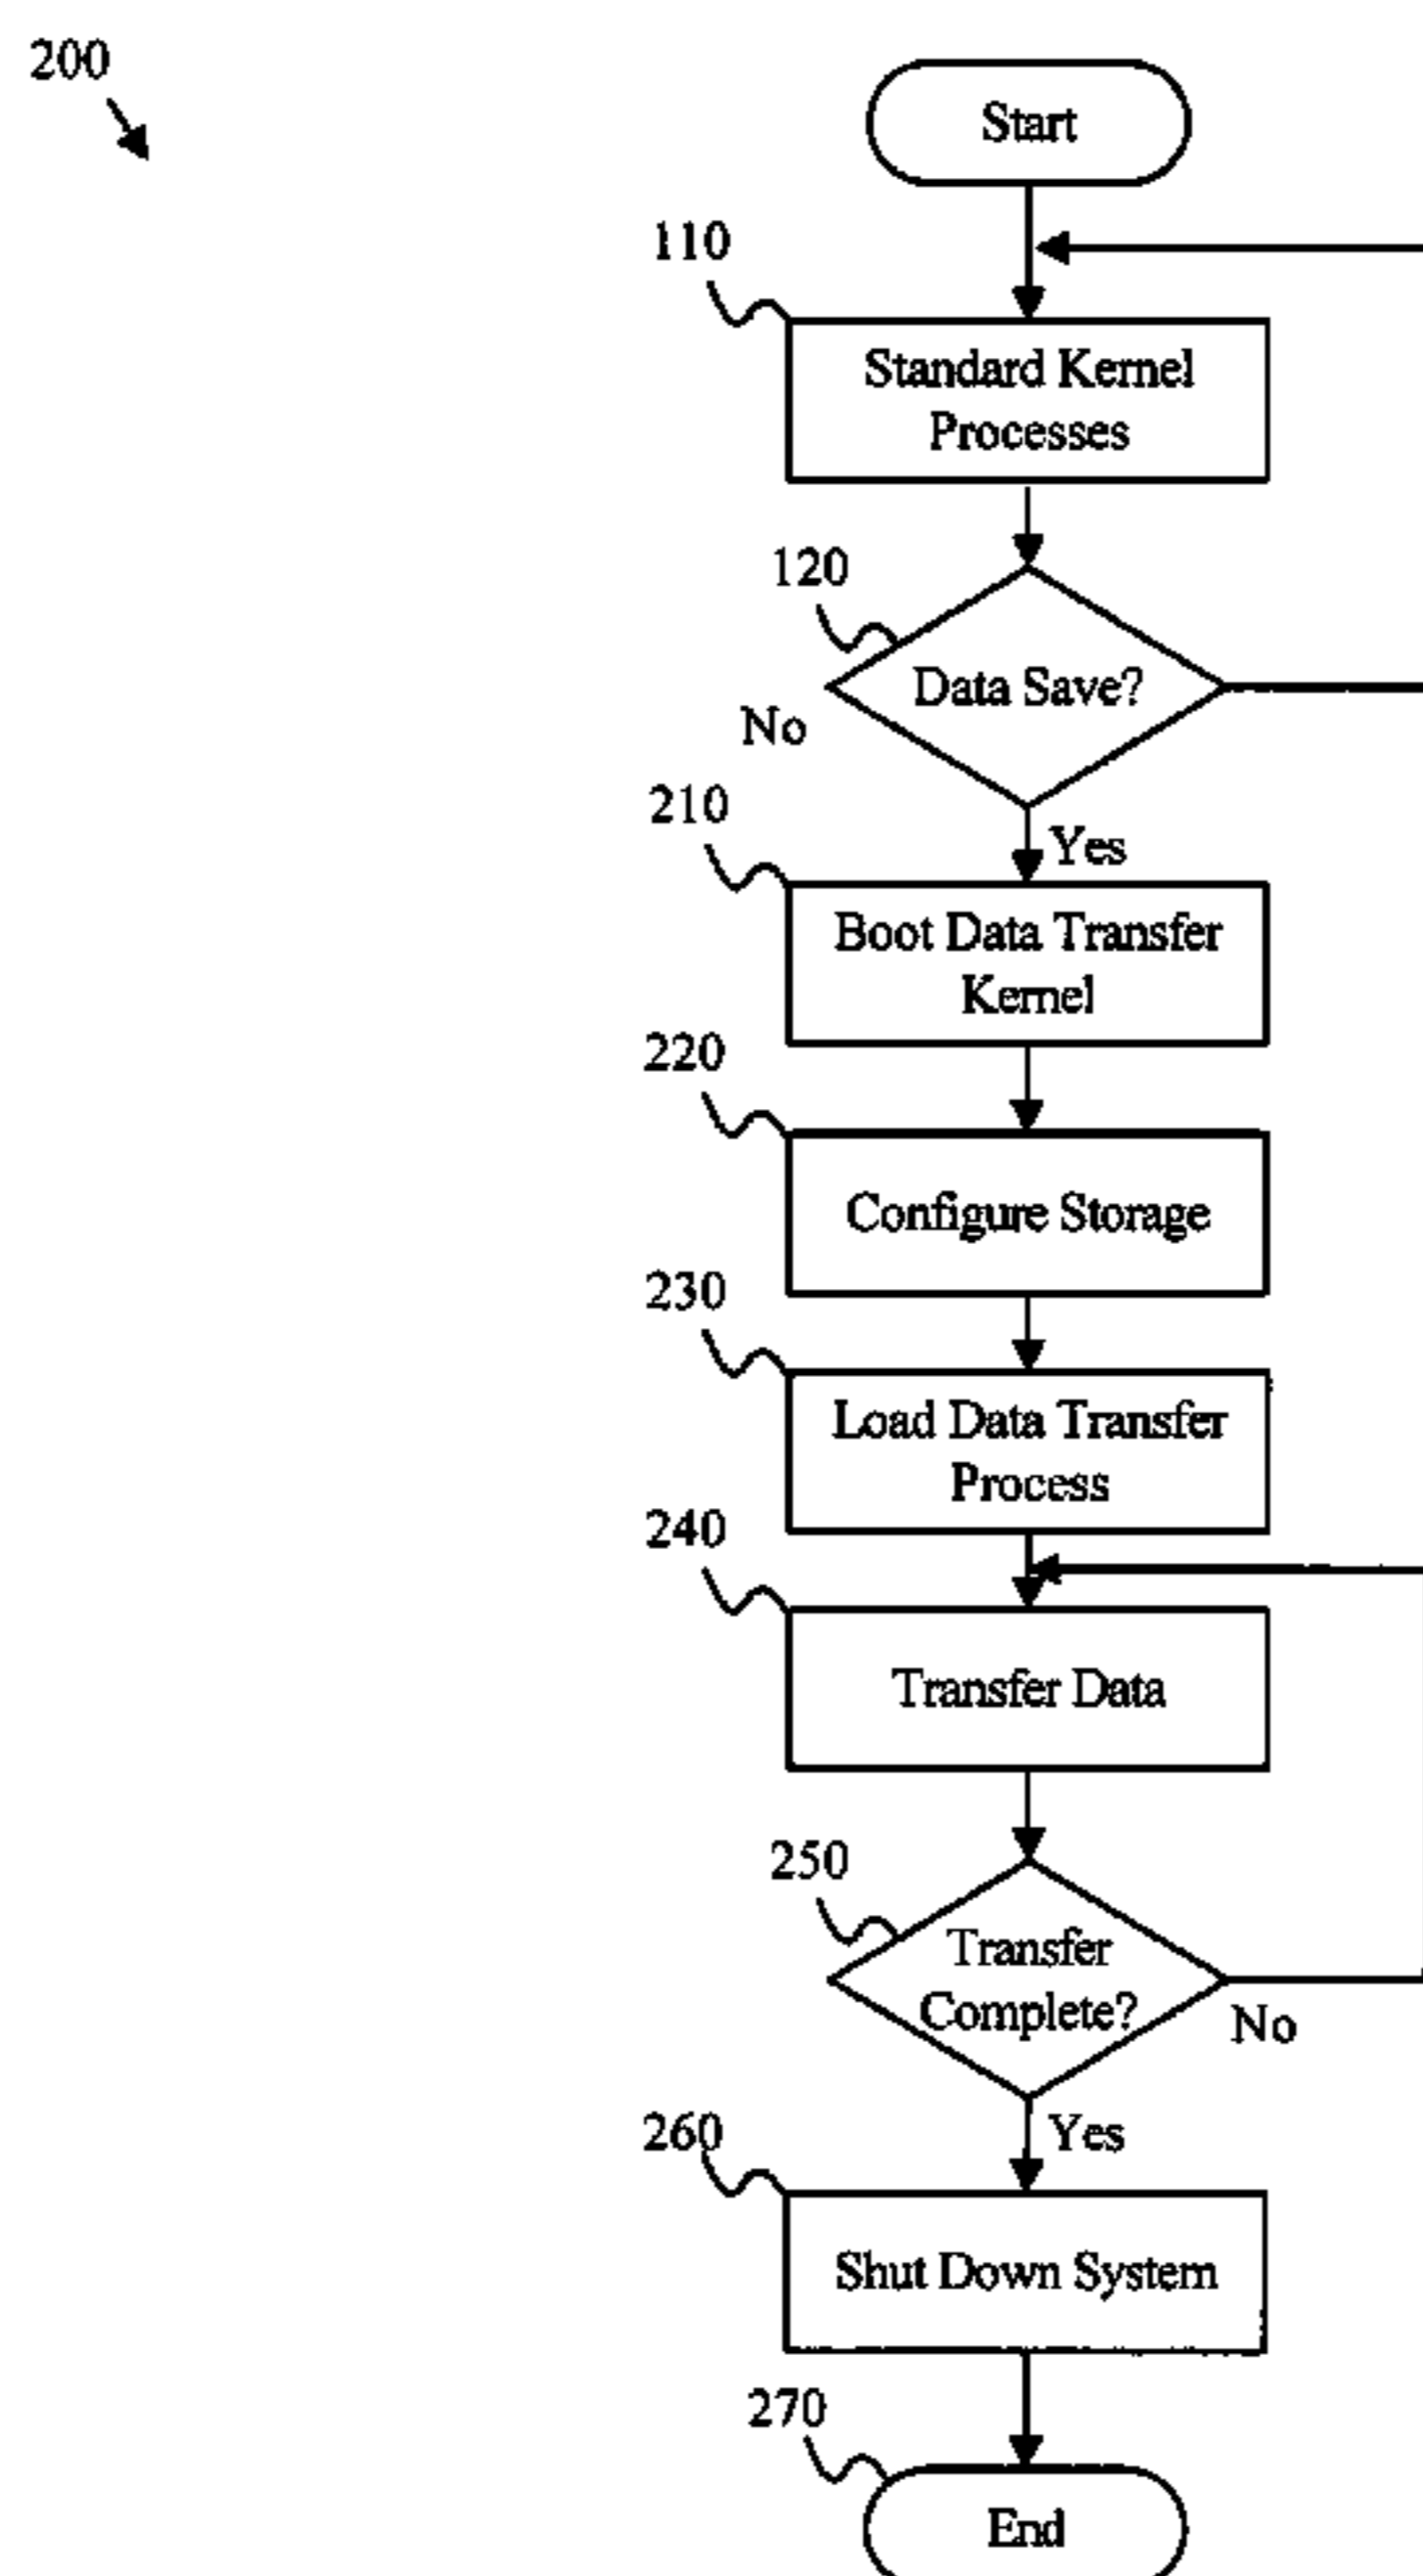 200
Start
110
Standard Kernel
Processes
120
Data Save?
No
210
Yes
Boot Data Transfer
Kernel
220
Configure Storage
230
Load Data Transfer
Process
240
Transfer Data
250
Transfer
Complete?
No
260
Yes
Shut Down System
270
End